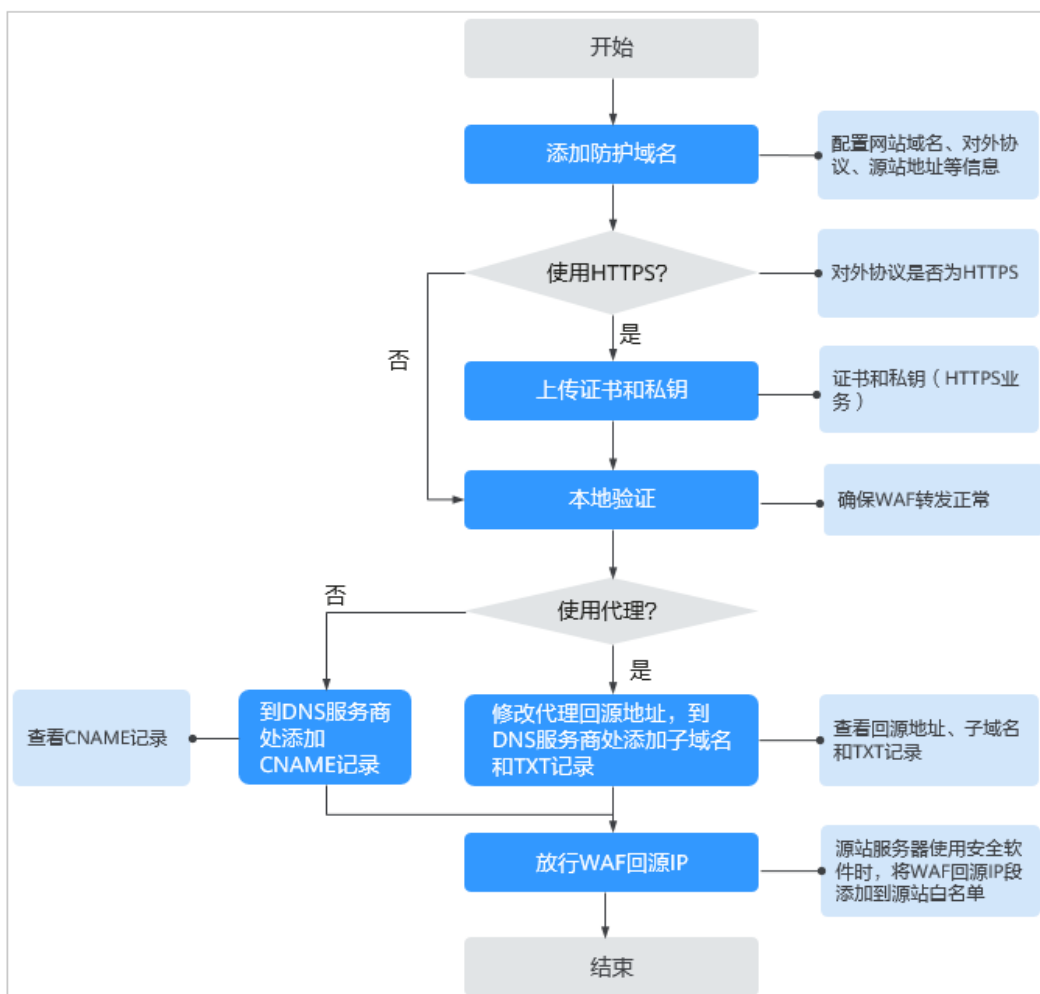 开始
添加防护域名
配置网站域名、对外协
议、源站地址等信息
使用HTTPS?
对外协议是否为HTTPS
是
否
上传证书和私钥
证书和私钥（HTTPS业
务）
本地验证
确保WAF转发正常
否
使用代理?
是
查看CNAME记录
到DNS服务商
处添加
CNAME记录
修改代理回源地址，到
DNS服务商处添加子域名
和TXT记录
查看回源地址、子域名
和TXT记录
放行WAF回源IP
源站服务器使用安全软
件时，将WAF回源IP段
添加到源站白名单
结束